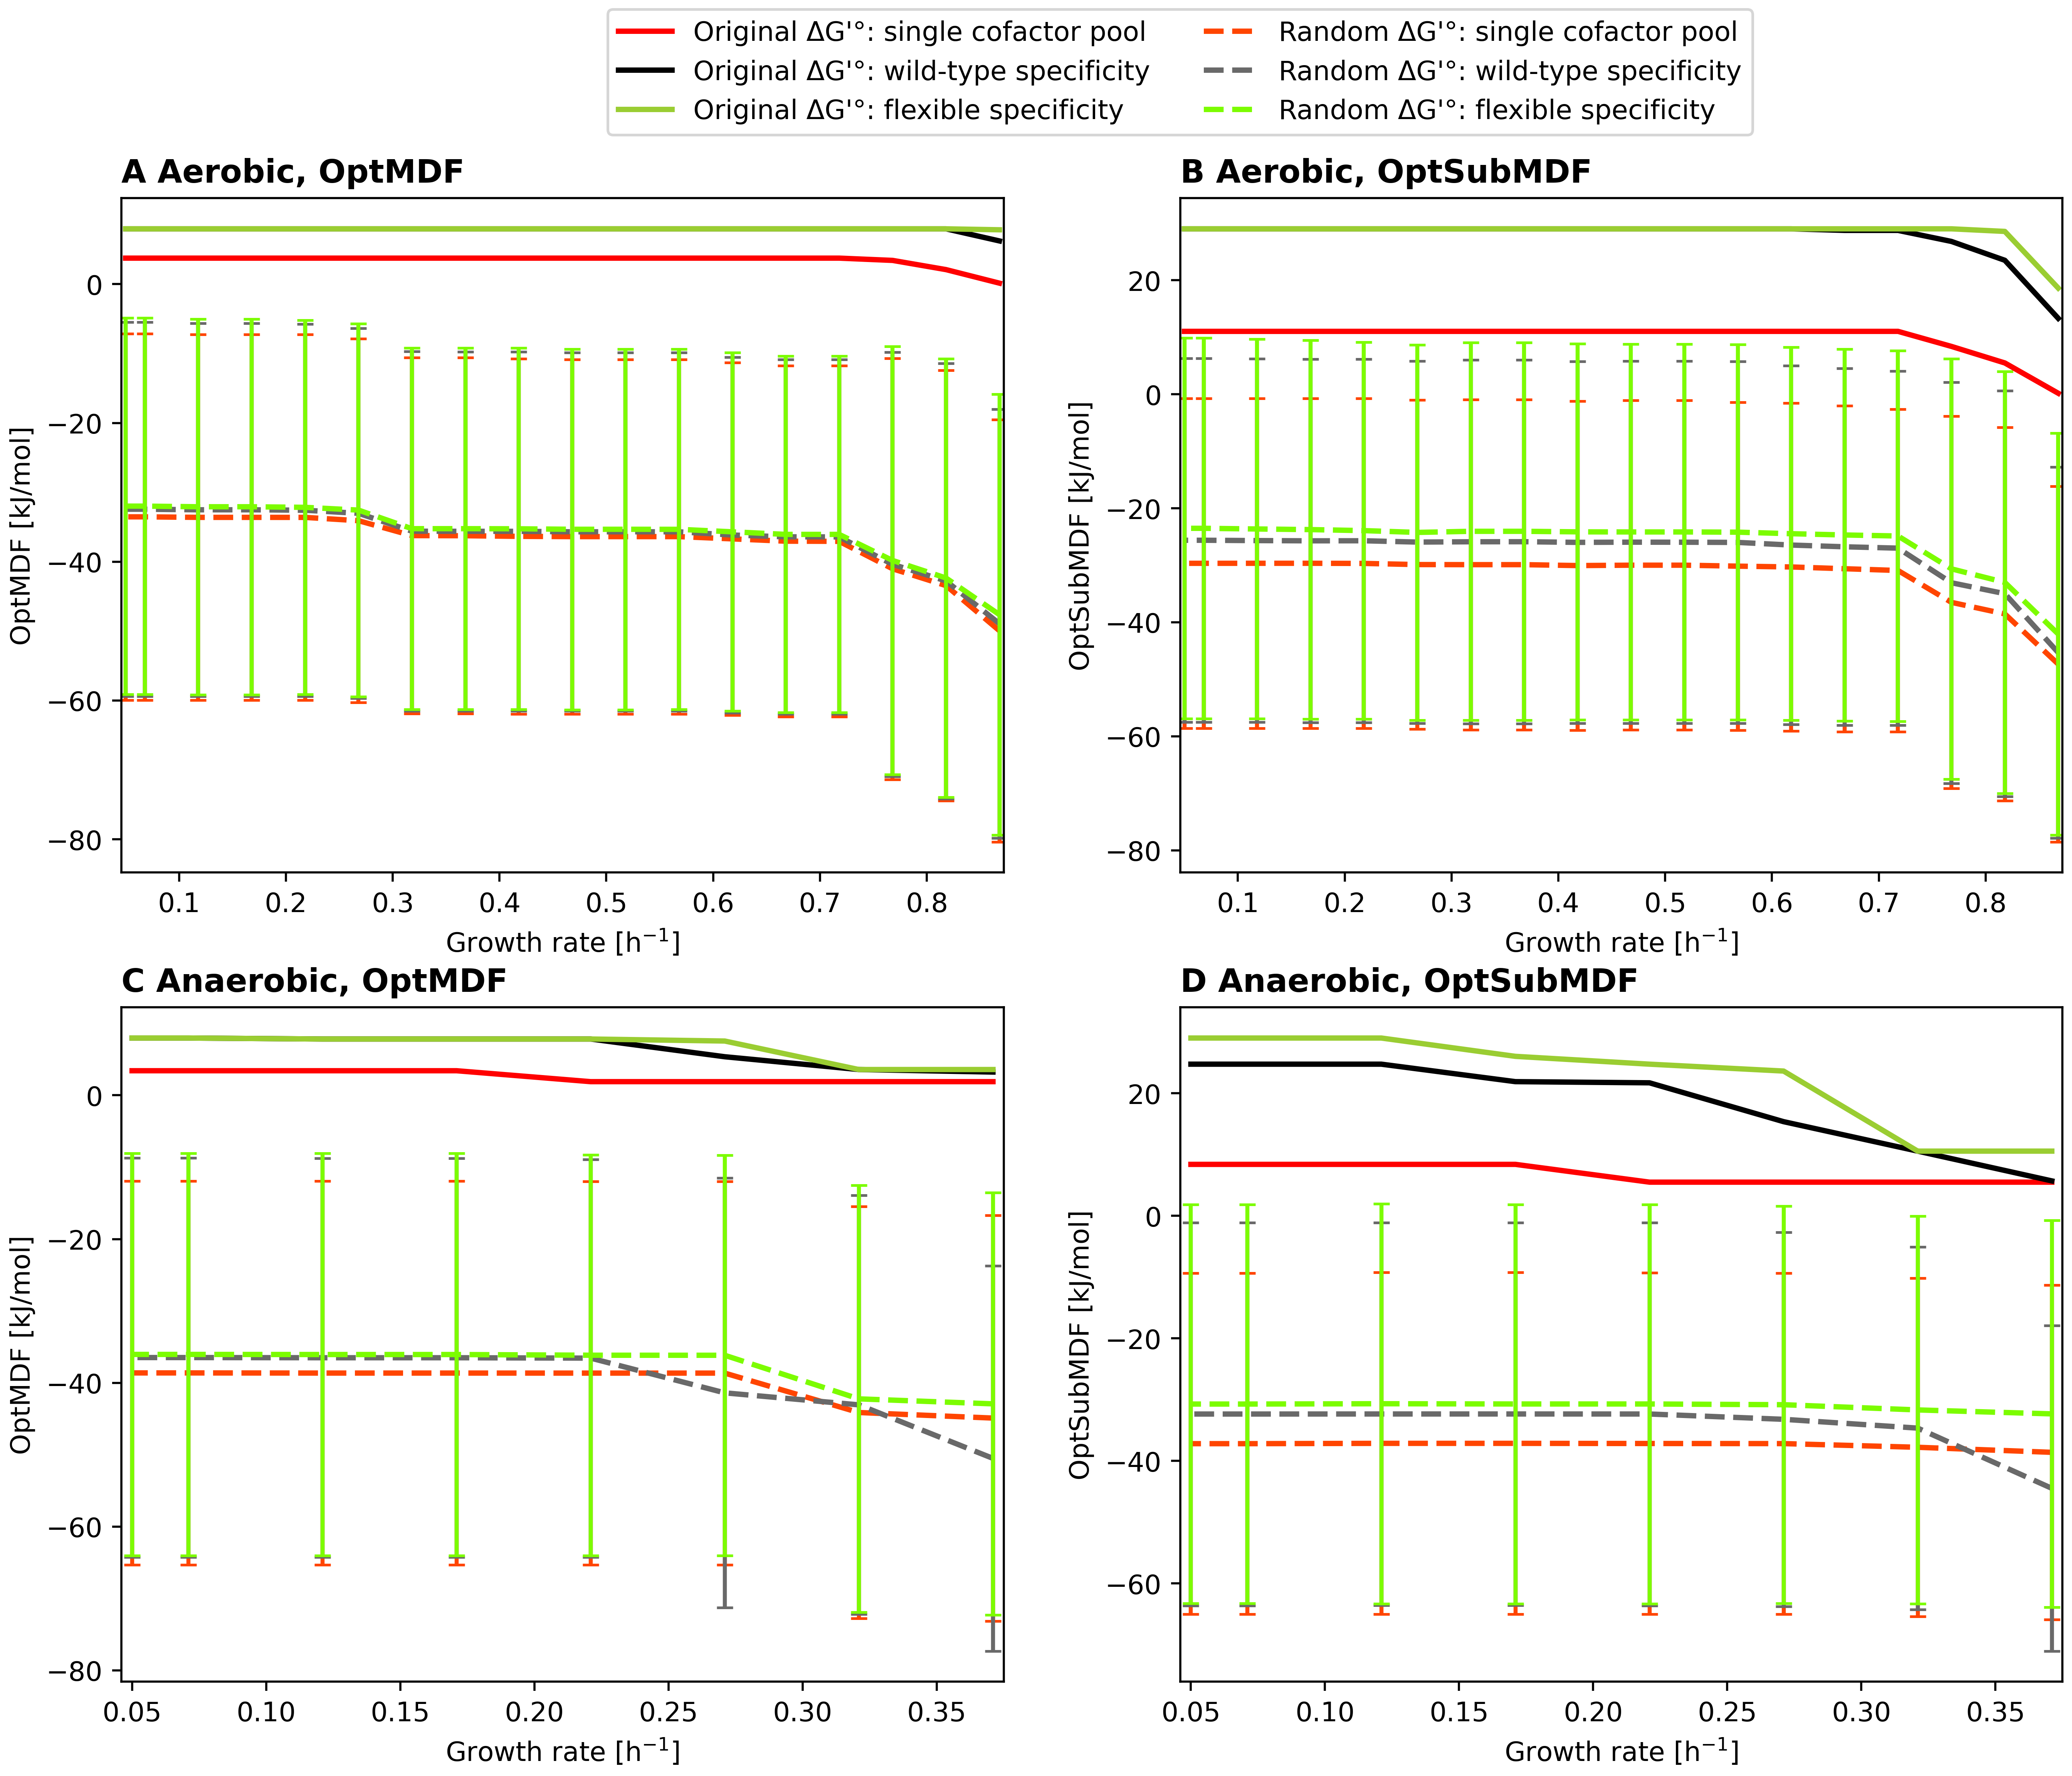 Original ΔG'°: single cofactor pool
Original ΔG'°: wild-type specificity
Original ΔG'°: flexible specificity
Random ΔG'°: single cofactor pool
Random ΔG'°: wild-type specificity
Random ΔG'°: flexible specificity
A Aerobic, OptMDF
OptMDF [kJ/mol]
0
−20
−40
−60
−80
0.1 0.2 0.3 0.4 0.5 0.6 0.7 0.8
Growth rate [h⁻¹]
B Aerobic, OptSubMDF
OptSubMDF [kJ/mol]
20
0
−20
−40
−60
−80
0.1 0.2 0.3 0.4 0.5 0.6 0.7 0.8
Growth rate [h⁻¹]
C Anaerobic, OptMDF
OptMDF [kJ/mol]
0
−20
−40
−60
−80
0.05 0.10 0.15 0.20 0.25 0.30 0.35
Growth rate [h⁻¹]
D Anaerobic, OptSubMDF
OptSubMDF [kJ/mol]
20
0
−20
−40
−60
0.05 0.10 0.15 0.20 0.25 0.30 0.35
Growth rate [h⁻¹]